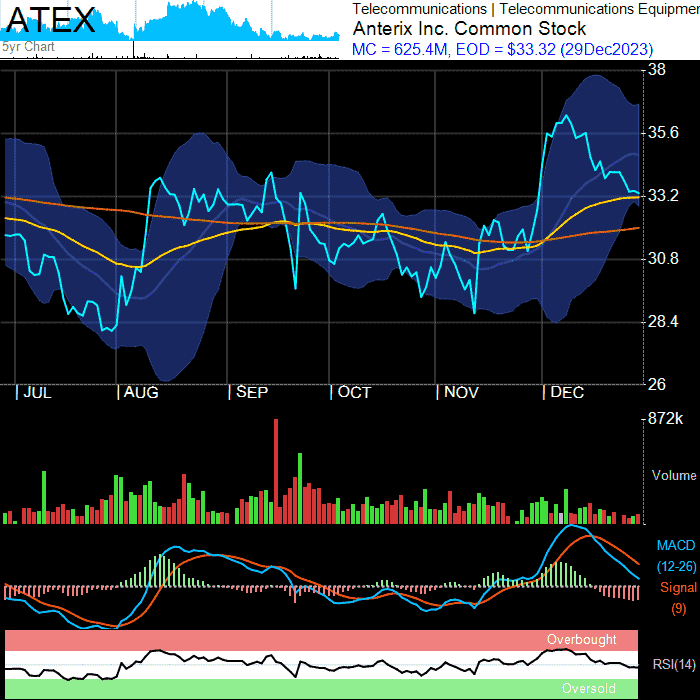 ATEX
5yr Chart
Telecommunications | Telecommunications Equipmen
Anterix Inc. Common Stock
MC = 625.4M, EOD = $33.32 (29Dec2023)
38
35.6
33.2
30.8
28.4
26
| JUL | AUG | SEP | OCT | NOV | DEC
872k
Volume
MACD
(12-26)
Signal
(9)
Overbought
RSI(14)
Oversold